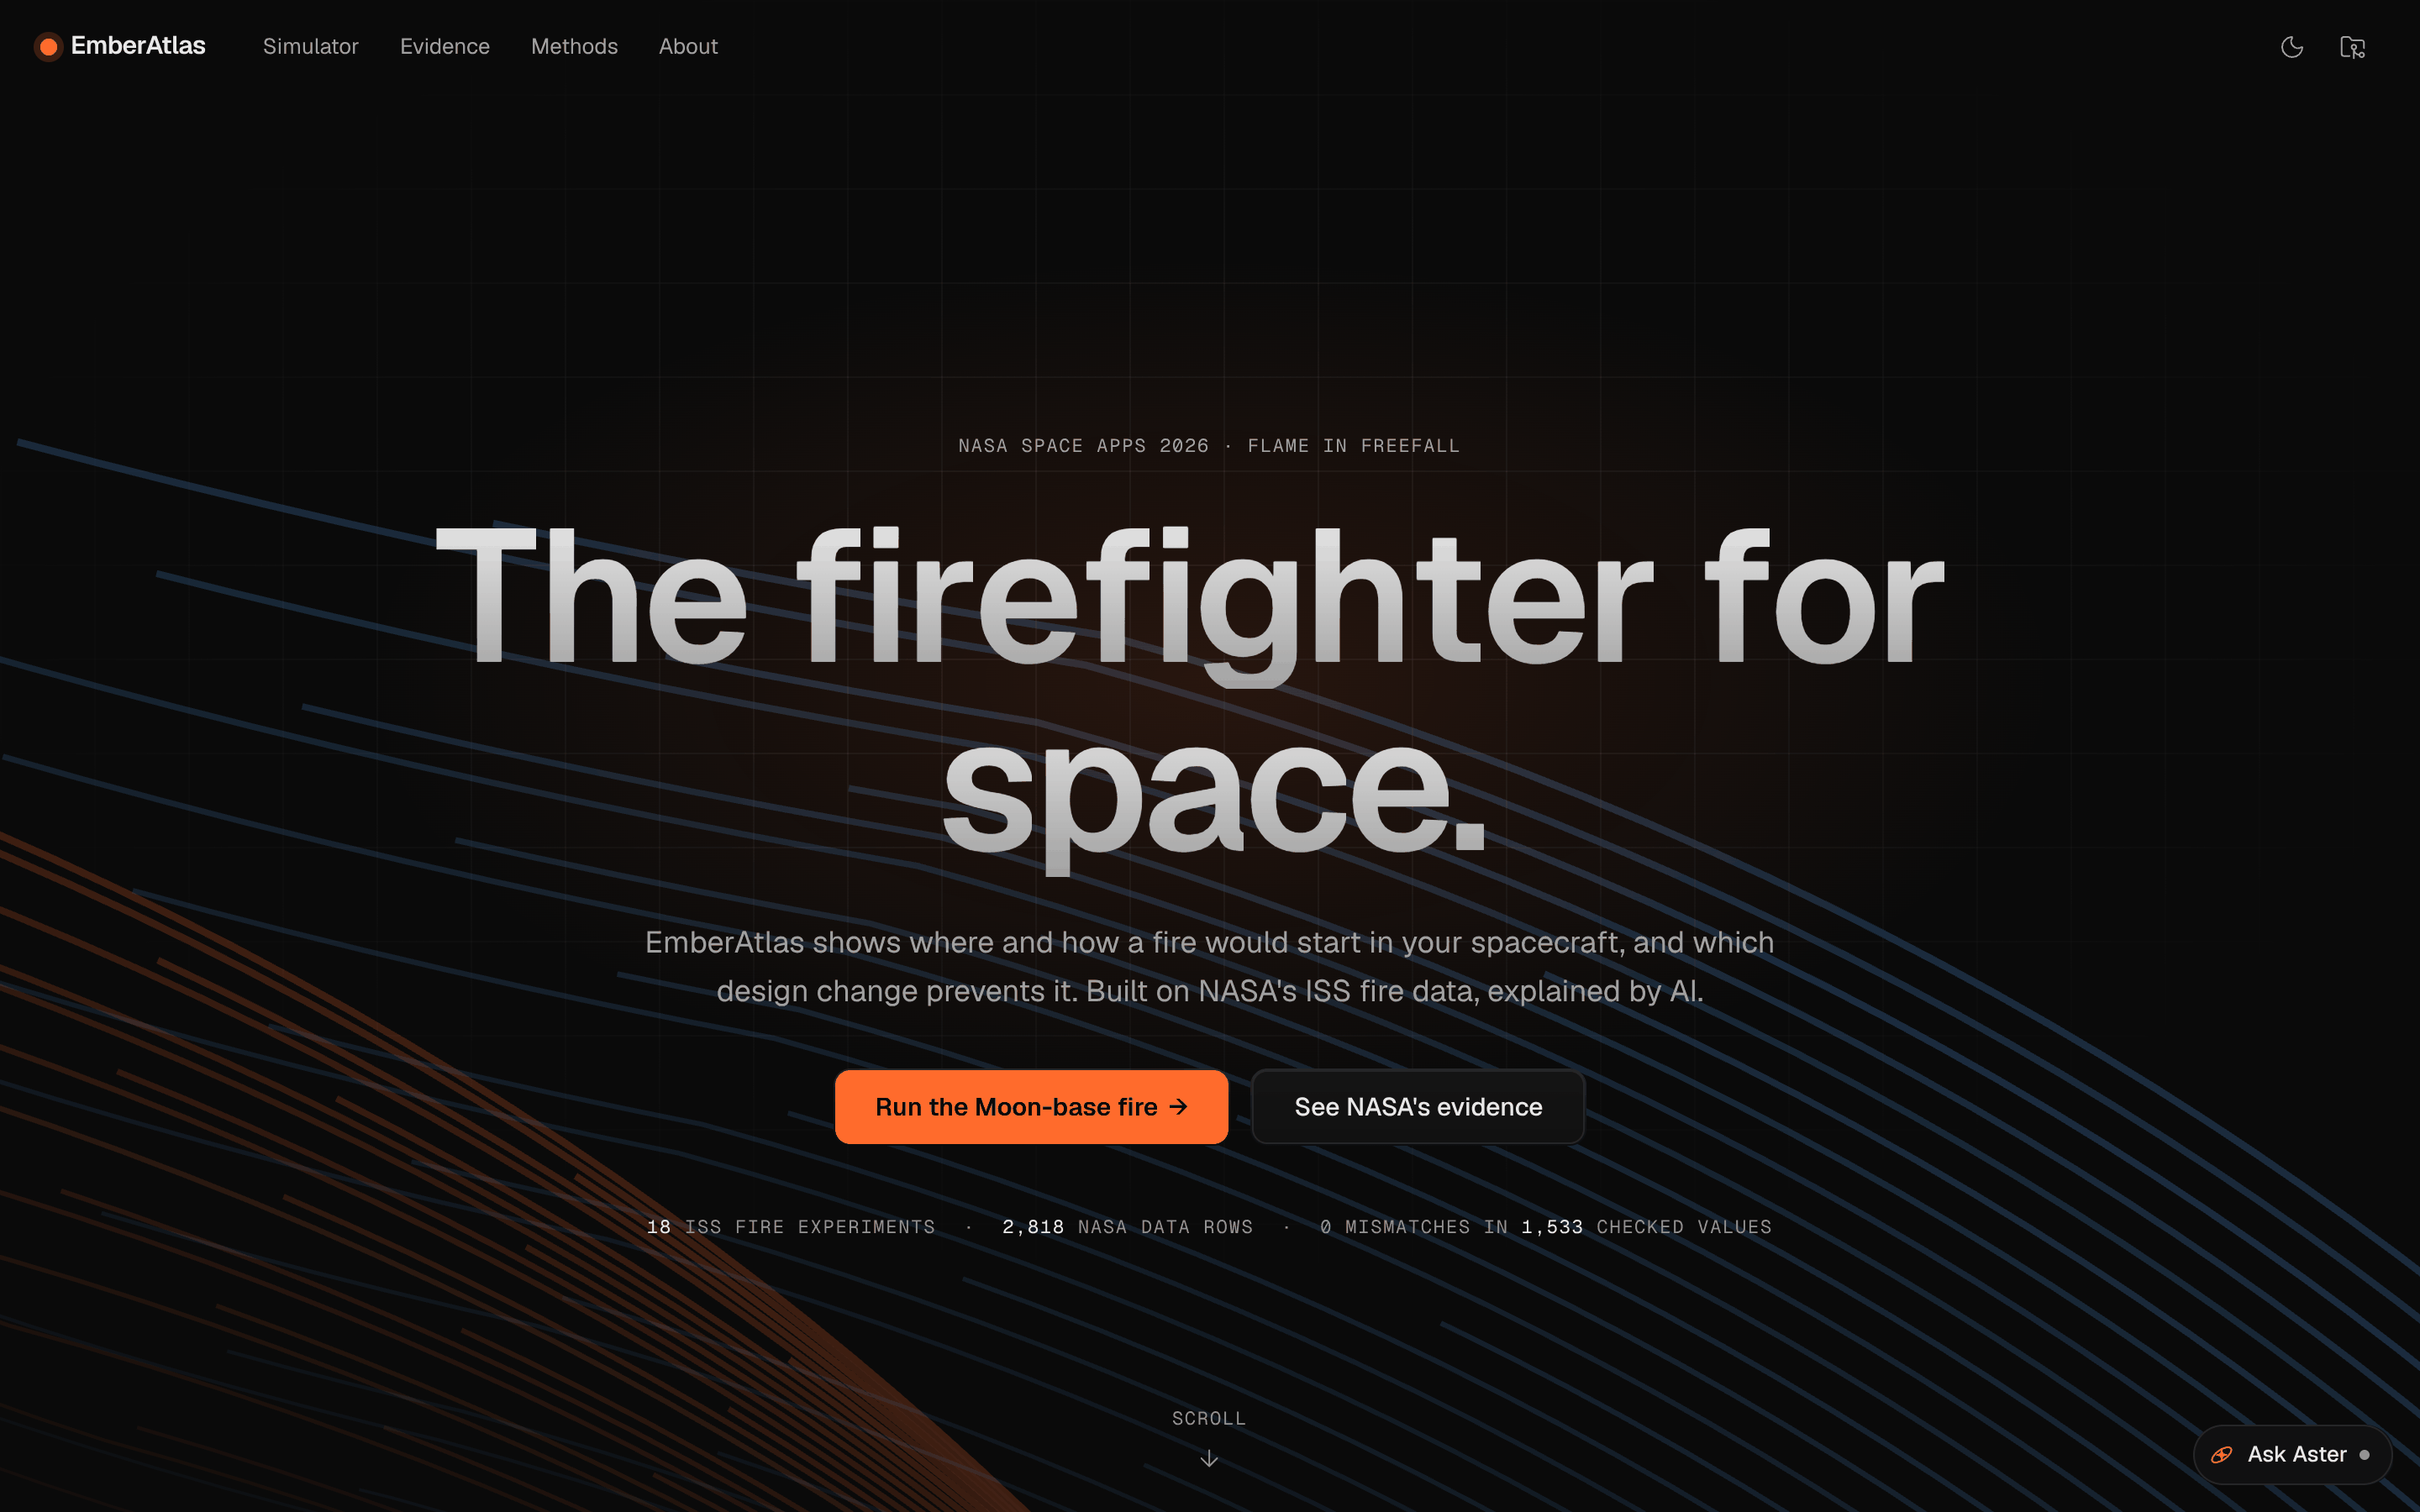 EmberAtlas
Simulator
Evidence
Methods
About
NASA SPACE APPS 2026 · FLAME IN FREEFALL
The firefighter for
space.
EmberAtlas shows where and how a fire would start in your spacecraft, and which
design change prevents it. Built on NASA's ISS fire data, explained by AI.
Run the Moon-base fire →
See NASA's evidence
18 ISS FIRE EXPERIMENTS · 2,818 NASA DATA ROWS · 0 MISMATCHES IN 1,533 CHECKED VALUES
SCROLL
Ask Aster